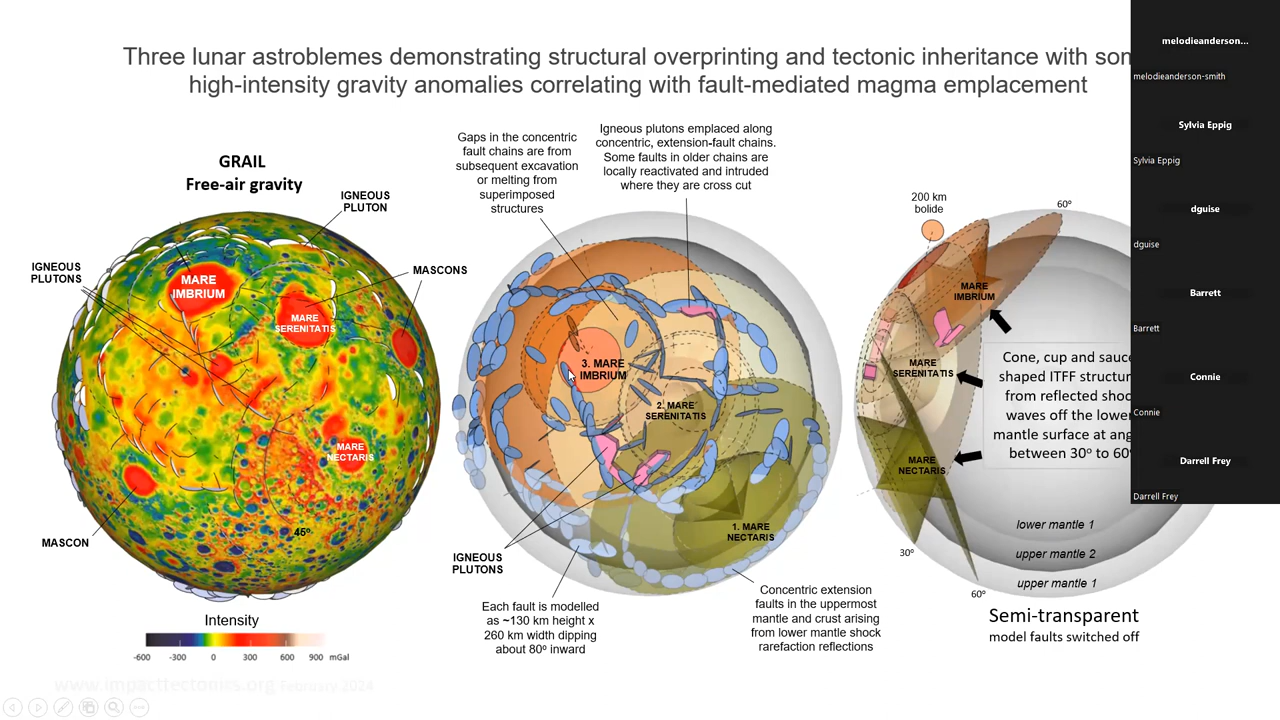 Three lunar astroblemes demonstrating structural overprinting and tectonic inheritance with som
high-intensity gravity anomalies correlating with fault-mediated magma emplacement
GRAIL
Free-air gravity
IGNEOUS
PLUTON
IGNEOUS
PLUTONS
MASCONS
MARE
IMBRIUM
MARE
SERENITATIS
MARE
NECTARIS
45º
MASCON
Intensity
-600 -300 0 300 600 900 mGal
www.impacttectonics.org February 2024
Gaps in the concentric
fault chains are from
subsequent excavation
or melting from
superimposed
structures
Igneous plutons emplaced along
concentric, extension-fault chains.
Some faults in older chains are
locally reactivated and intruded
where they are cross cut
3. MARE
IMBRIUM
2. MARE
SERENITATIS
1. MARE
NECTARIS
IGNEOUS
PLUTONS
Each fault is modelled
as ~130 km height x
260 km width dipping
about 80º inward
Concentric extension
faults in the uppermost
mantle and crust arising
from lower mantle shock
rarefaction reflections
200 km
bolide
60º
MARE
IMBRIUM
MARE
SERENITATIS
MARE
NECTARIS
30º
60º
Cone, cup and sauce
shaped ITFF structur
from reflected shoc
waves off the lower
mantle surface at ang
between 30º to 60º
lower mantle 1
upper mantle 2
upper mantle 1
Semi-transparent
model faults switched off
melodieanderson...
melodieanderson-smith
Sylvia Eppig
Sylvia Eppig
dguise
dguise
Barrett
Barrett
Connie
Connie
Darrell Frey
Darrell Frey